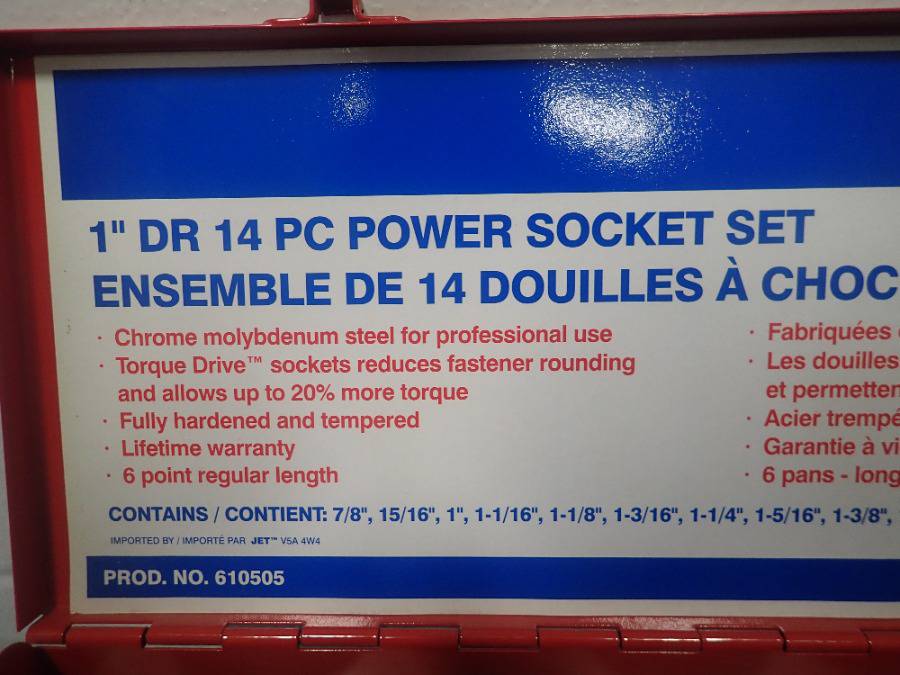 1" DR 14 PC POWER SOCKET SET
ENSEMBLE DE 14 DOUILLES À CHOC
· Chrome molybdenum steel for professional use
· Torque Drive™ sockets reduces fastener rounding
and allows up to 20% more torque
· Fully hardened and tempered
· Lifetime warranty
· 6 point regular length
· Fabriquées
· Les douilles
et permetten
· Acier trempé
· Garantie à vi
· 6 pans - long
CONTAINS / CONTIENT: 7/8", 15/16", 1", 1-1/16", 1-1/8", 1-3/16", 1-1/4", 1-5/16", 1-3/8",
IMPORTED BY / IMPORTÉ PAR JET™ V5A 4W4
PROD. NO. 610505